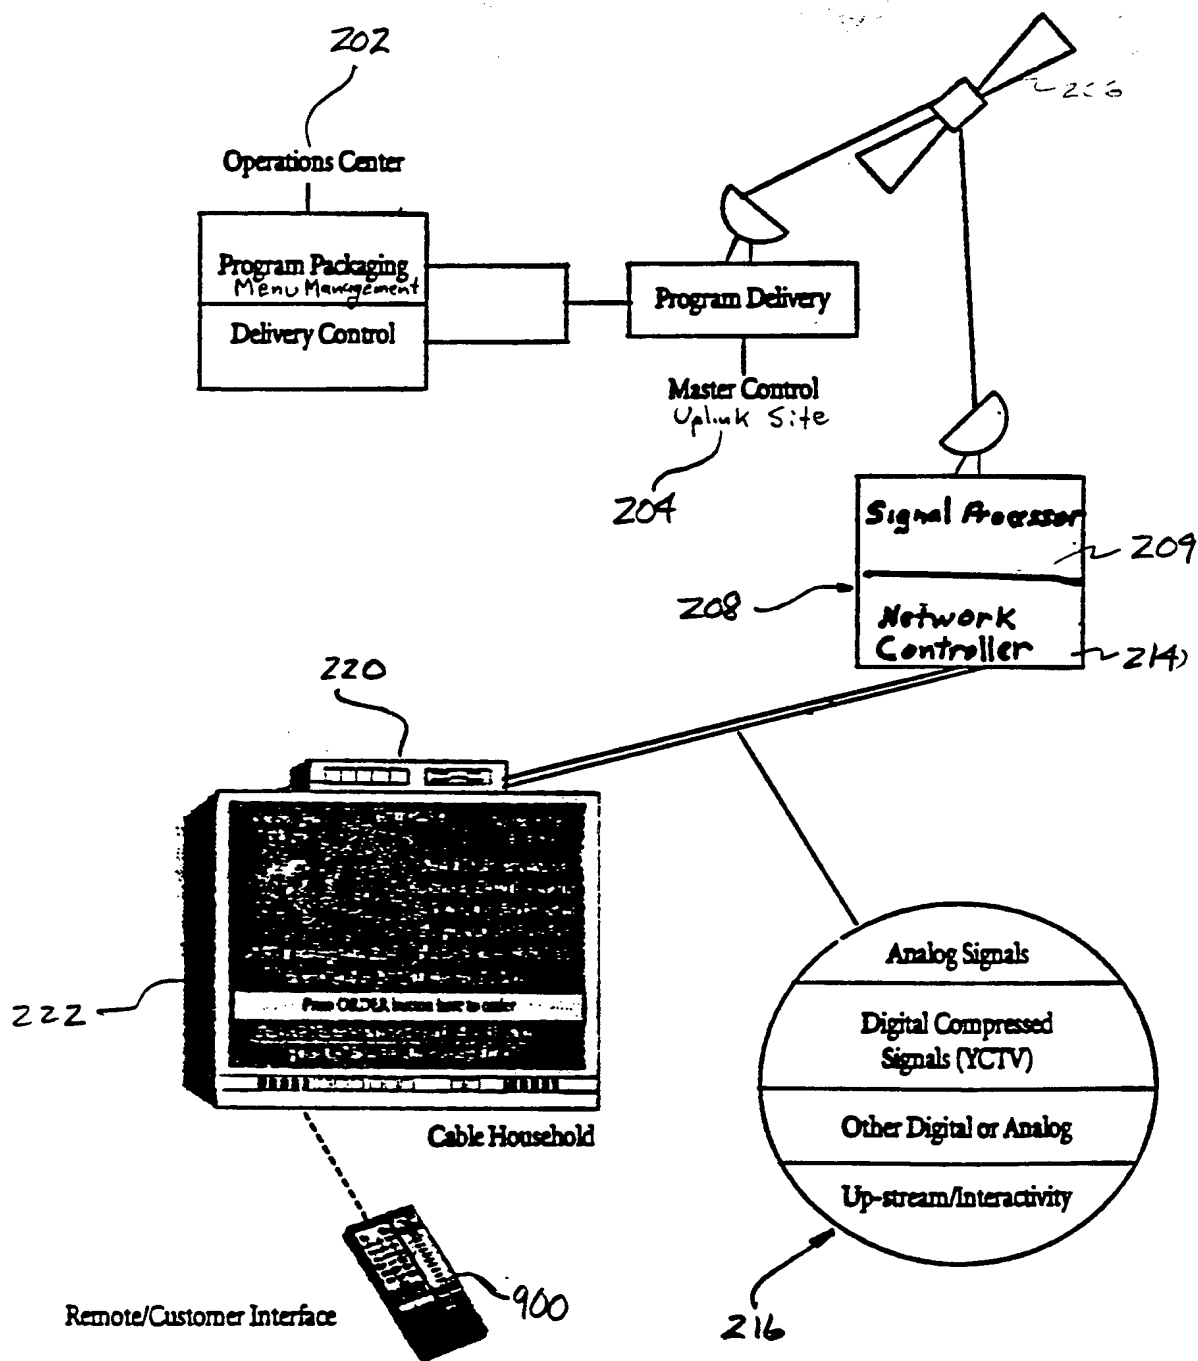 202
206
Operations Center
Program Packaging
Menu Management
Delivery Control
Program Delivery
Master Control
Uplink Site
204
Signal Processor
209
208
Network
Controller
214
220
222
Press ORDER button here to order
Cable Household
Analog Signals
Digital Compressed
Signals (YCTV)
Other Digital or Analog
Up-stream/Interactivity
216
900
Remote/Customer Interface